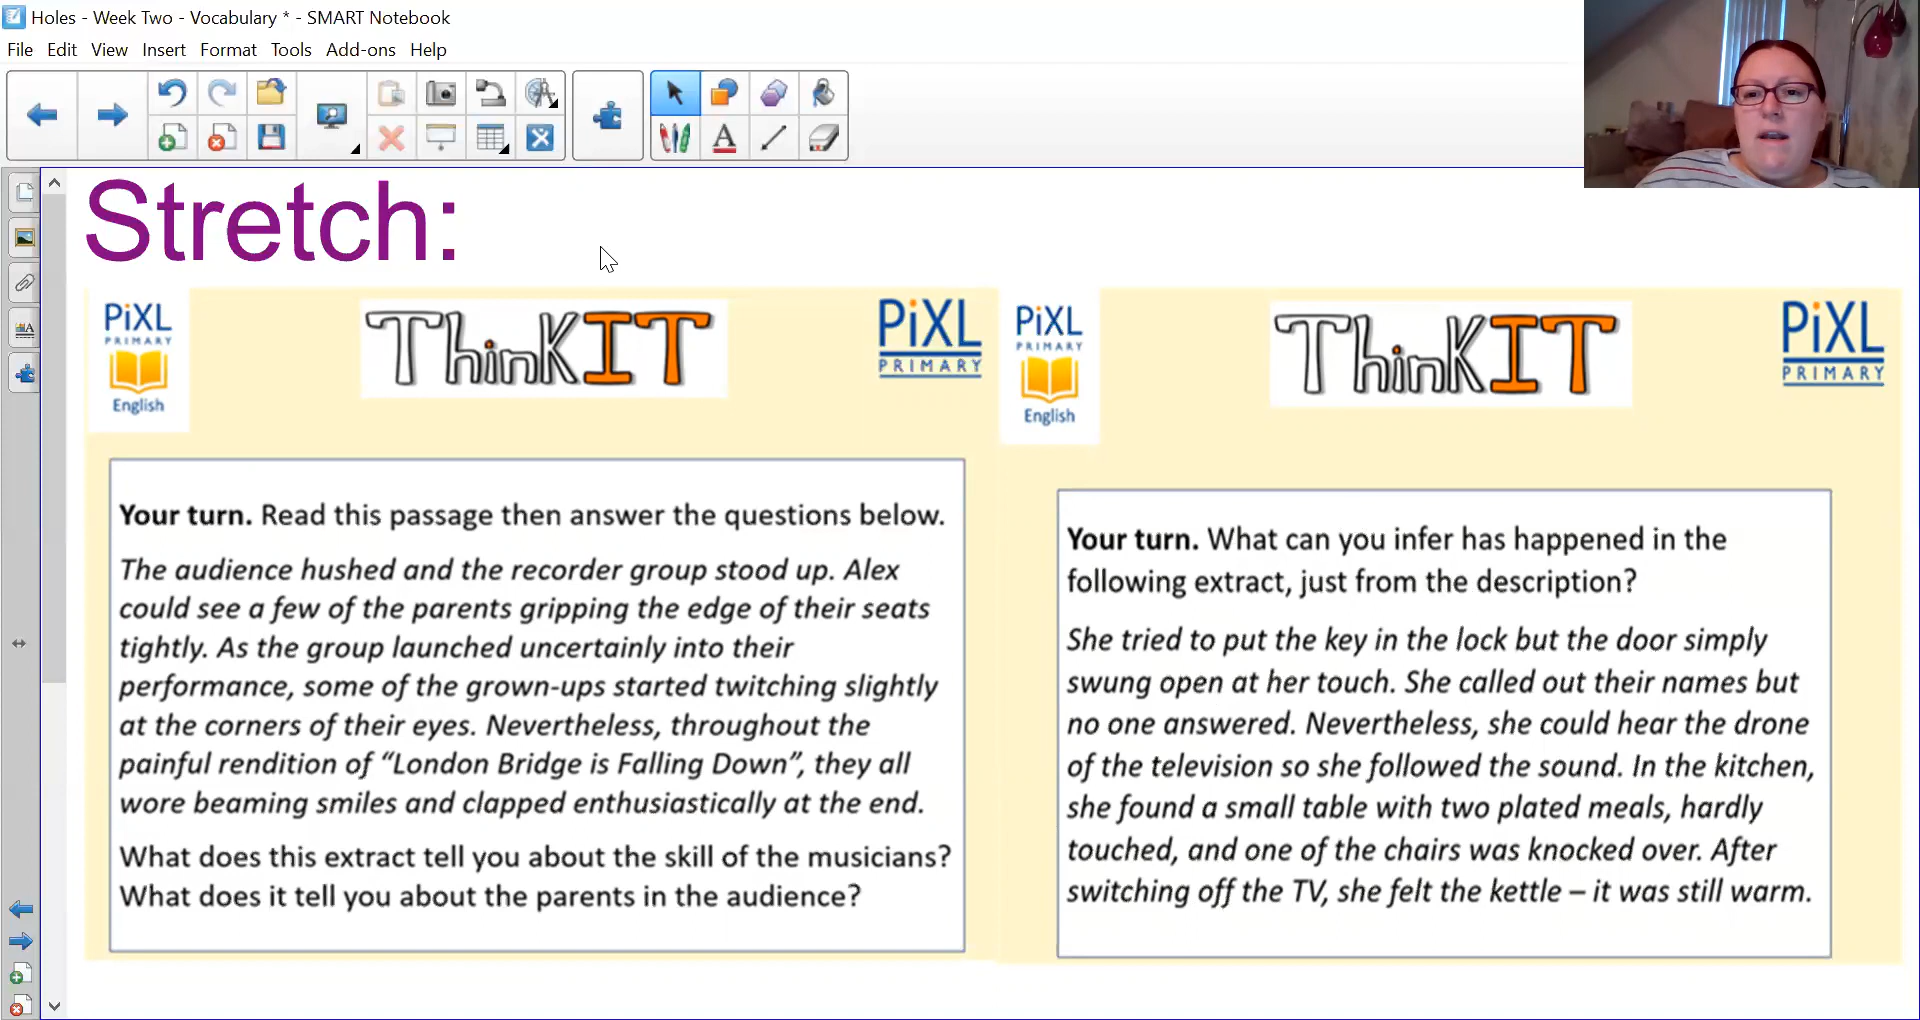 Holes - Week Two - Vocabulary * - SMART Notebook
File Edit View Insert Format Tools Add-ons Help
Stretch:
PiXL
PRIMARY
English
ThinKIT
PiXL
PRIMARY
Your turn. Read this passage then answer the questions below.
The audience hushed and the recorder group stood up. Alex
could see a few of the parents gripping the edge of their seats
tightly. As the group launched uncertainly into their
performance, some of the grown-ups started twitching slightly
at the corners of their eyes. Nevertheless, throughout the
painful rendition of “London Bridge is Falling Down”, they all
wore beaming smiles and clapped enthusiastically at the end.
What does this extract tell you about the skill of the musicians?
What does it tell you about the parents in the audience?
PiXL
PRIMARY
English
ThinKIT
PiXL
PRIMARY
Your turn. What can you infer has happened in the
following extract, just from the description?
She tried to put the key in the lock but the door simply
swung open at her touch. She called out their names but
no one answered. Nevertheless, she could hear the drone
of the television so she followed the sound. In the kitchen,
she found a small table with two plated meals, hardly
touched, and one of the chairs was knocked over. After
switching off the TV, she felt the kettle – it was still warm.